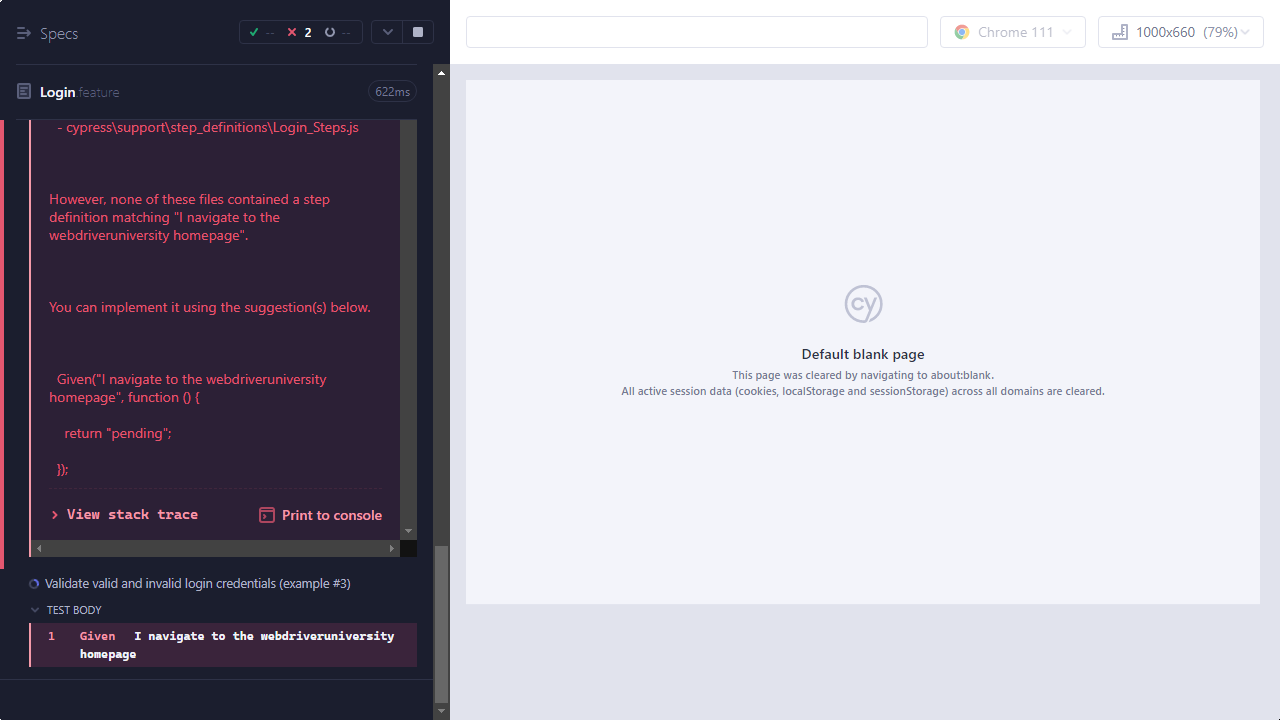 Specs
--
2
--
Chrome 111
1000x660 (79%)
Login.feature
622ms
- cypress\support\step_definitions\Login_Steps.js
However, none of these files contained a step
definition matching "I navigate to the
webdriveruniversity homepage".
You can implement it using the suggestion(s) below.
Given("I navigate to the webdriveruniversity
homepage", function () {
return "pending";
});
> View stack trace
Print to console
Validate valid and invalid login credentials (example #3)
TEST BODY
1 Given I navigate to the webdriveruniversity
homepage
cy
Default blank page
This page was cleared by navigating to about:blank.
All active session data (cookies, localStorage and sessionStorage) across all domains are cleared.